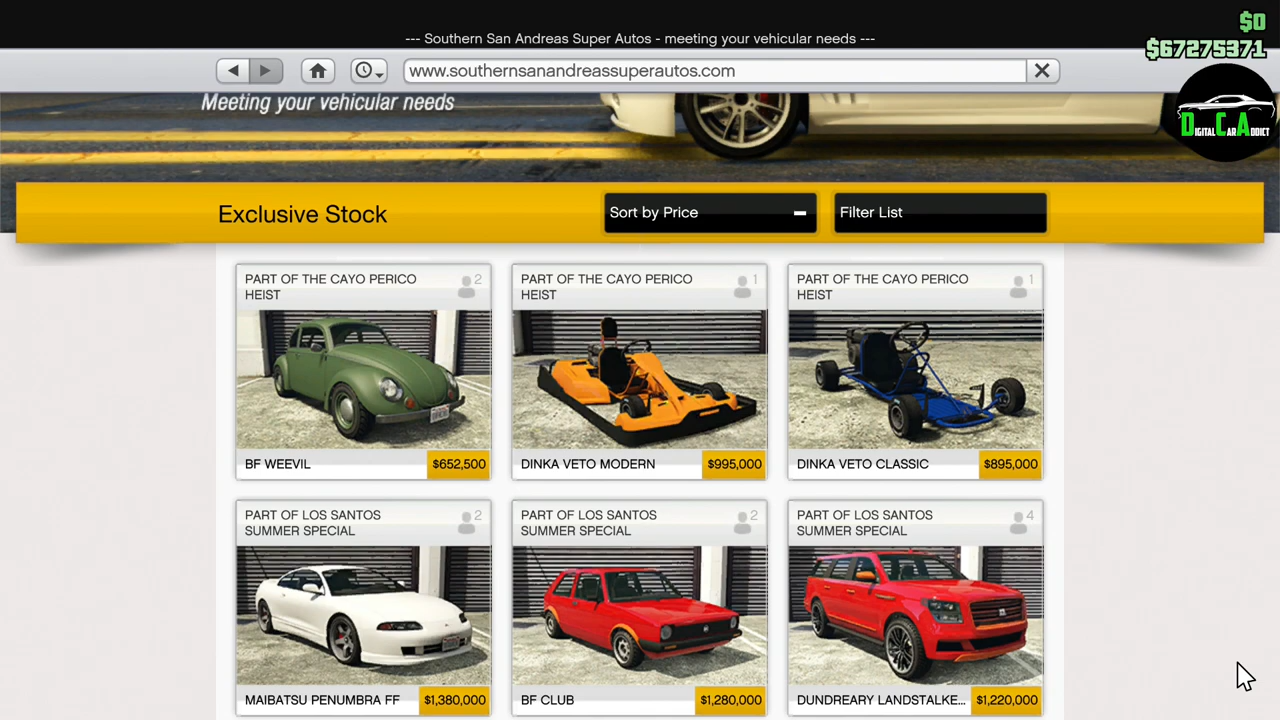 $0
$67275371
--- Southern San Andreas Super Autos - meeting your vehicular needs ---
www.southernsanandreassuperautos.com
Meeting your vehicular needs
DIGITAL CAR ADDICT
Exclusive Stock
Sort by Price
Filter List
PART OF THE CAYO PERICO
HEIST
2
BF WEEVIL
$652,500
PART OF THE CAYO PERICO
HEIST
1
DINKA VETO MODERN
$995,000
PART OF THE CAYO PERICO
HEIST
1
DINKA VETO CLASSIC
$895,000
PART OF LOS SANTOS
SUMMER SPECIAL
2
MAIBATSU PENUMBRA FF
$1,380,000
PART OF LOS SANTOS
SUMMER SPECIAL
2
BF CLUB
$1,280,000
PART OF LOS SANTOS
SUMMER SPECIAL
4
DUNDREARY LANDSTALKE...
$1,220,000